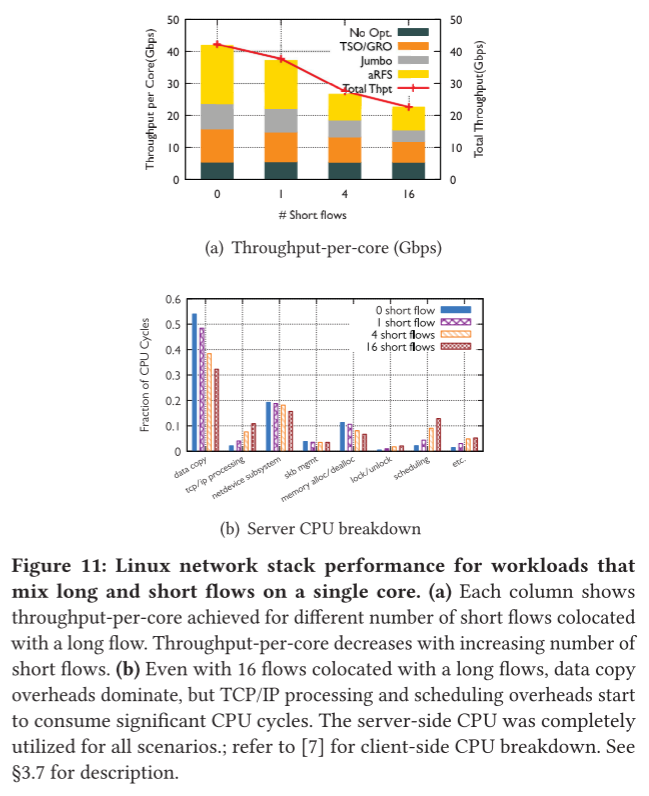 50
40
30
20
10
0
Throughput per Core(Gbps)
No Opt.
TSO/GRO
Jumbo
aRFS
Total Thpt
50
40
30
20
10
0
Total Throughput(Gbps)
0 1 4 16
# Short flows
(a) Throughput-per-core (Gbps)
0.6
0.5
0.4
0.3
0.2
0.1
0
Fraction of CPU Cycles
0 short flow
1 short flow
4 short flows
16 short flows
data copy
tcp/ip processing
netdevice subsystem
skb mgmt
memory alloc/dealloc
lock/unlock
scheduling
etc.
(b) Server CPU breakdown
Figure 11: Linux network stack performance for workloads that
mix long and short flows on a single core. (a) Each column shows
throughput-per-core achieved for different number of short flows colocated
with a long flow. Throughput-per-core decreases with increasing number of
short flows. (b) Even with 16 flows colocated with a long flows, data copy
overheads dominate, but TCP/IP processing and scheduling overheads start
to consume significant CPU cycles. The server-side CPU was completely
utilized for all scenarios.; refer to [7] for client-side CPU breakdown. See
§3.7 for description.